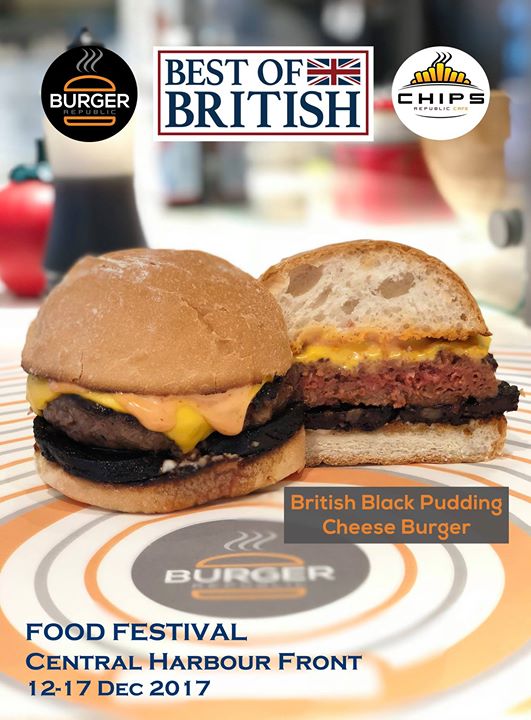 BURGER
REPUBLIC
BEST OF
BRITISH
CHIPS
REPUBLIC CAFE
British Black Pudding
Cheese Burger
BURGER
REPUBLIC
FOOD FESTIVAL
CENTRAL HARBOUR FRONT
12-17 DEC 2017